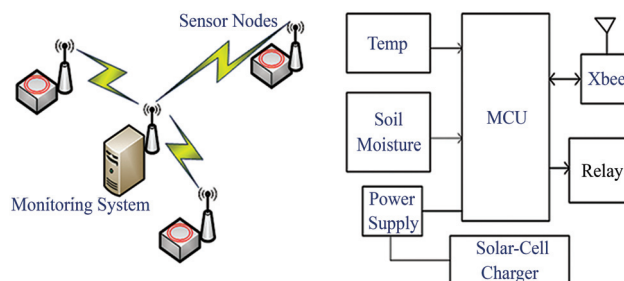 Sensor Nodes
Monitoring System
Temp
Soil
Moisture
Power
Supply
MCU
Xbee
Relay
Solar-Cell
Charger